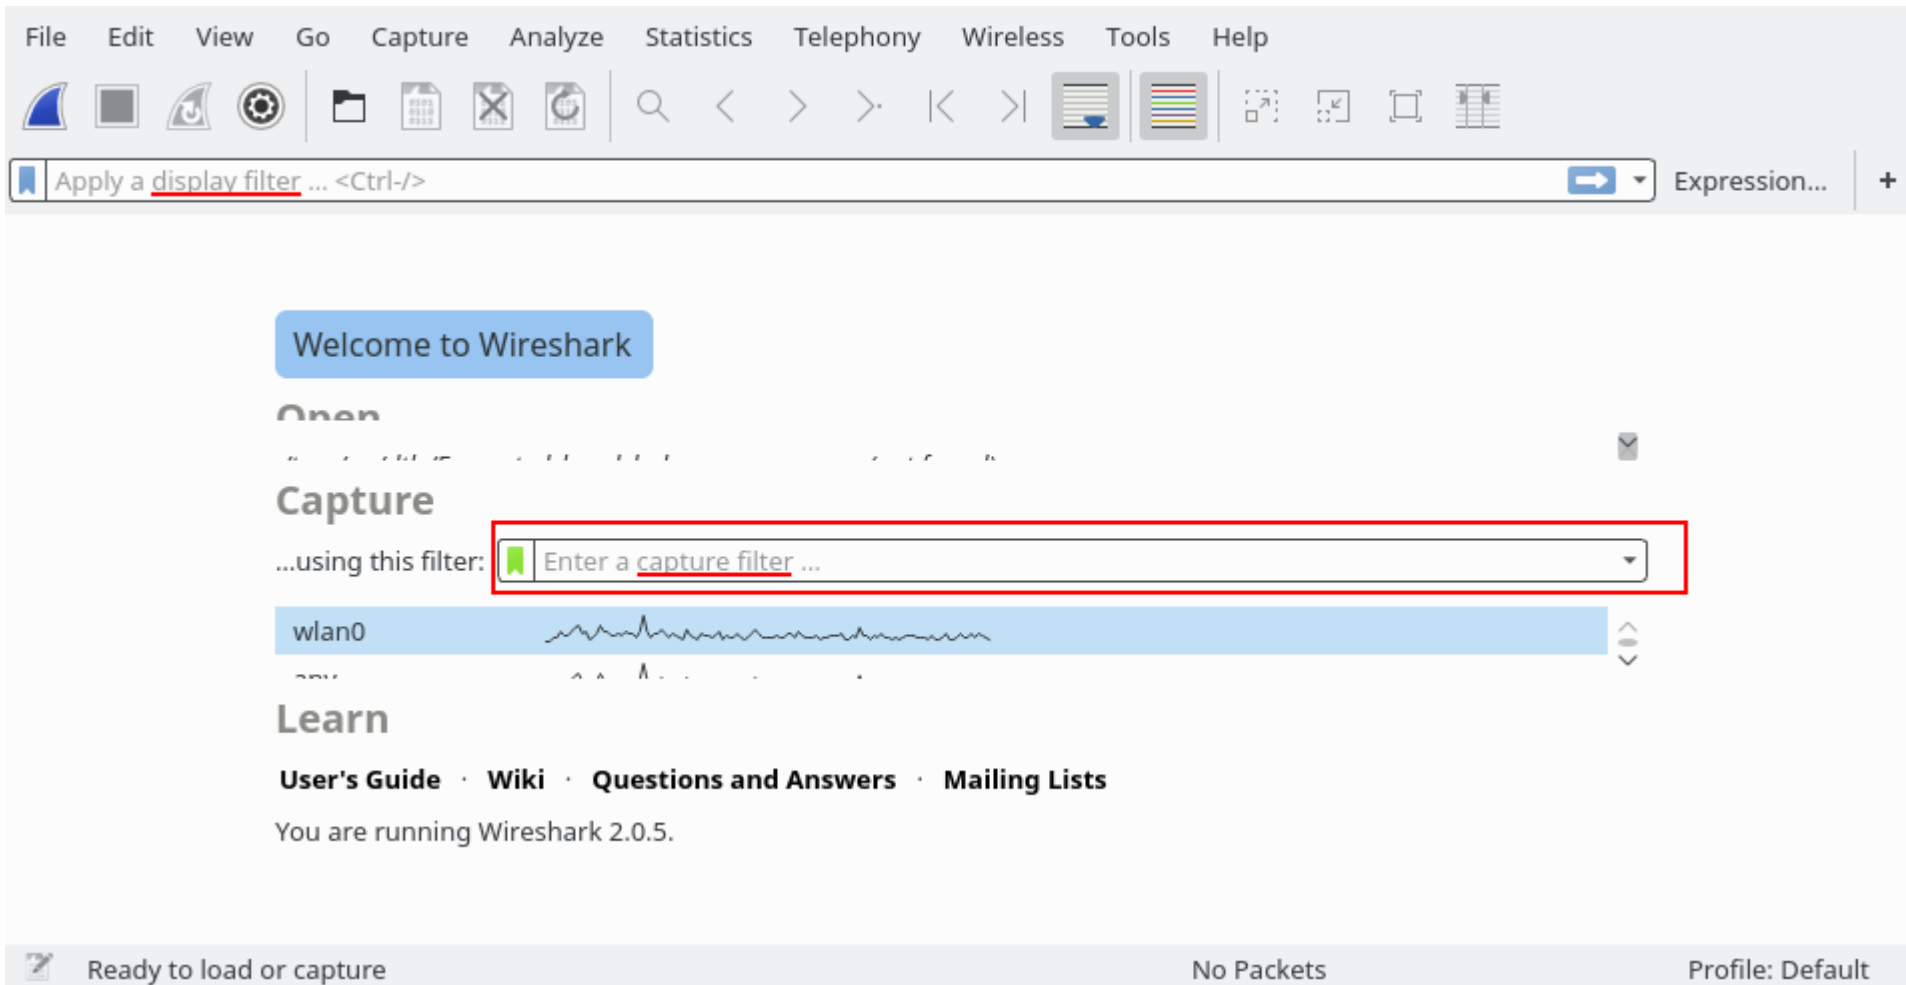 File Edit View Go Capture Analyze Statistics Telephony Wireless Tools Help
Apply a display filter ... <Ctrl-/> Expression... +
Welcome to Wireshark
Open
Capture
...using this filter: Enter a capture filter ...
wlan0
any
Learn
User's Guide · Wiki · Questions and Answers · Mailing Lists
You are running Wireshark 2.0.5.
Ready to load or capture No Packets Profile: Default